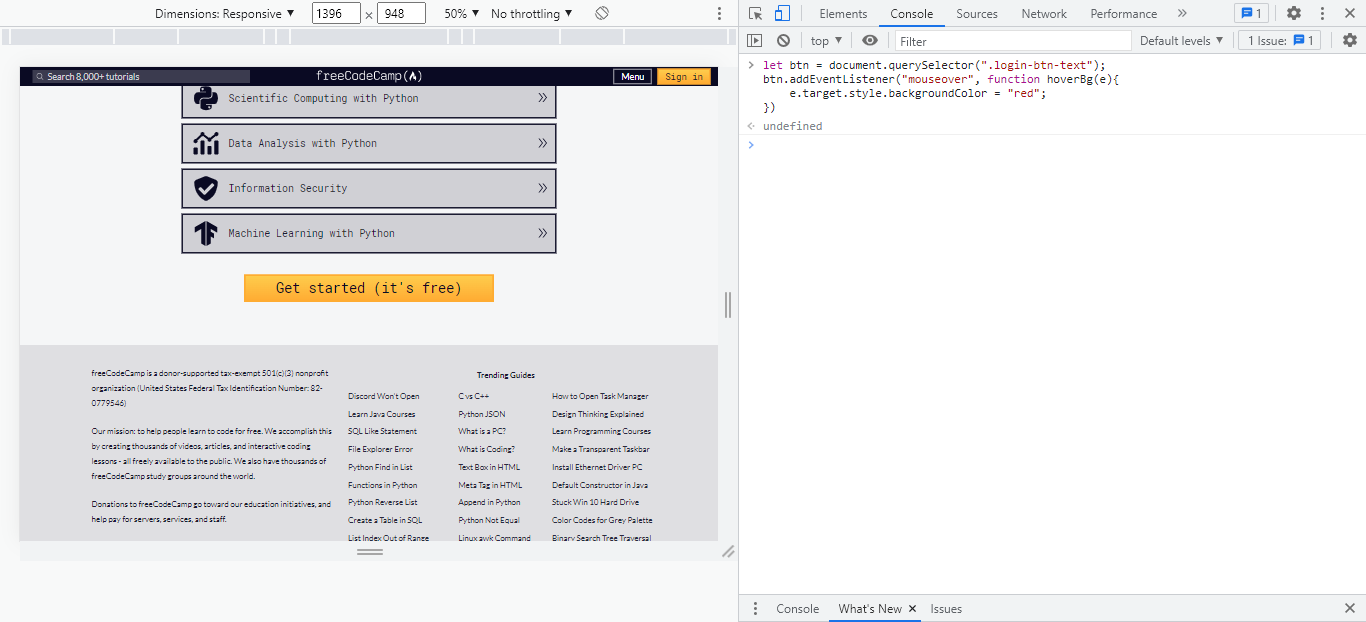 Dimensions: Responsive ▼ 1396 × 948 50% ▼ No throttling ▼
Search 8,000+ tutorials freeCodeCamp Menu Sign in
Scientific Computing with Python
Data Analysis with Python
Information Security
Machine Learning with Python
Get started (it's free)
freeCodeCamp is a donor-supported tax-exempt 501(c)(3) nonprofit
organization (United States Federal Tax Identification Number: 82-
0779546)
Our mission: to help people learn to code for free. We accomplish this
by creating thousands of videos, articles, and interactive coding
lessons - all freely available to the public. We also have thousands of
freeCodeCamp study groups around the world.
Donations to freeCodeCamp go toward our education initiatives, and
help pay for servers, services, and staff.
Trending Guides
Discord Won't Open
Learn Java Courses
SQL Like Statement
File Explorer Error
Python Find in List
Functions in Python
Python Reverse List
Create a Table in SQL
List Index Out of Range
C vs C++
Python JSON
What is a PC?
What is Coding?
Text Box in HTML
Meta Tag in HTML
Append in Python
Python Not Equal
Linux awk Command
How to Open Task Manager
Design Thinking Explained
Learn Programming Courses
Make a Transparent Taskbar
Install Ethernet Driver PC
Default Constructor in Java
Stuck Win 10 Hard Drive
Color Codes for Grey Palette
Binary Search Tree Traversal
Elements Console Sources Network Performance » 1
top ▼ Filter Default levels ▼ 1 Issue: 1
let btn = document.querySelector(".login-btn-text");
btn.addEventListener("mouseover", function hoverBg(e){
e.target.style.backgroundColor = "red";
})
undefined
Console What's New × Issues